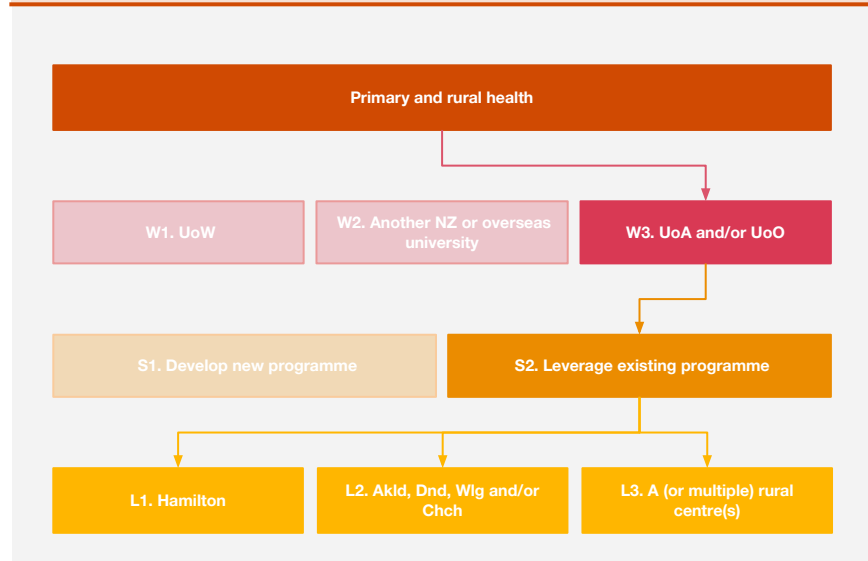 Primary and rural health
W1. UoW
W2. Another NZ or overseas
university
W3. UoA and/or UoO
S1. Develop new programme
S2. Leverage existing programme
L1. Hamilton
L2. Akld, Dnd, Wlg and/or
Chch
L3. A (or multiple) rural
centre(s)